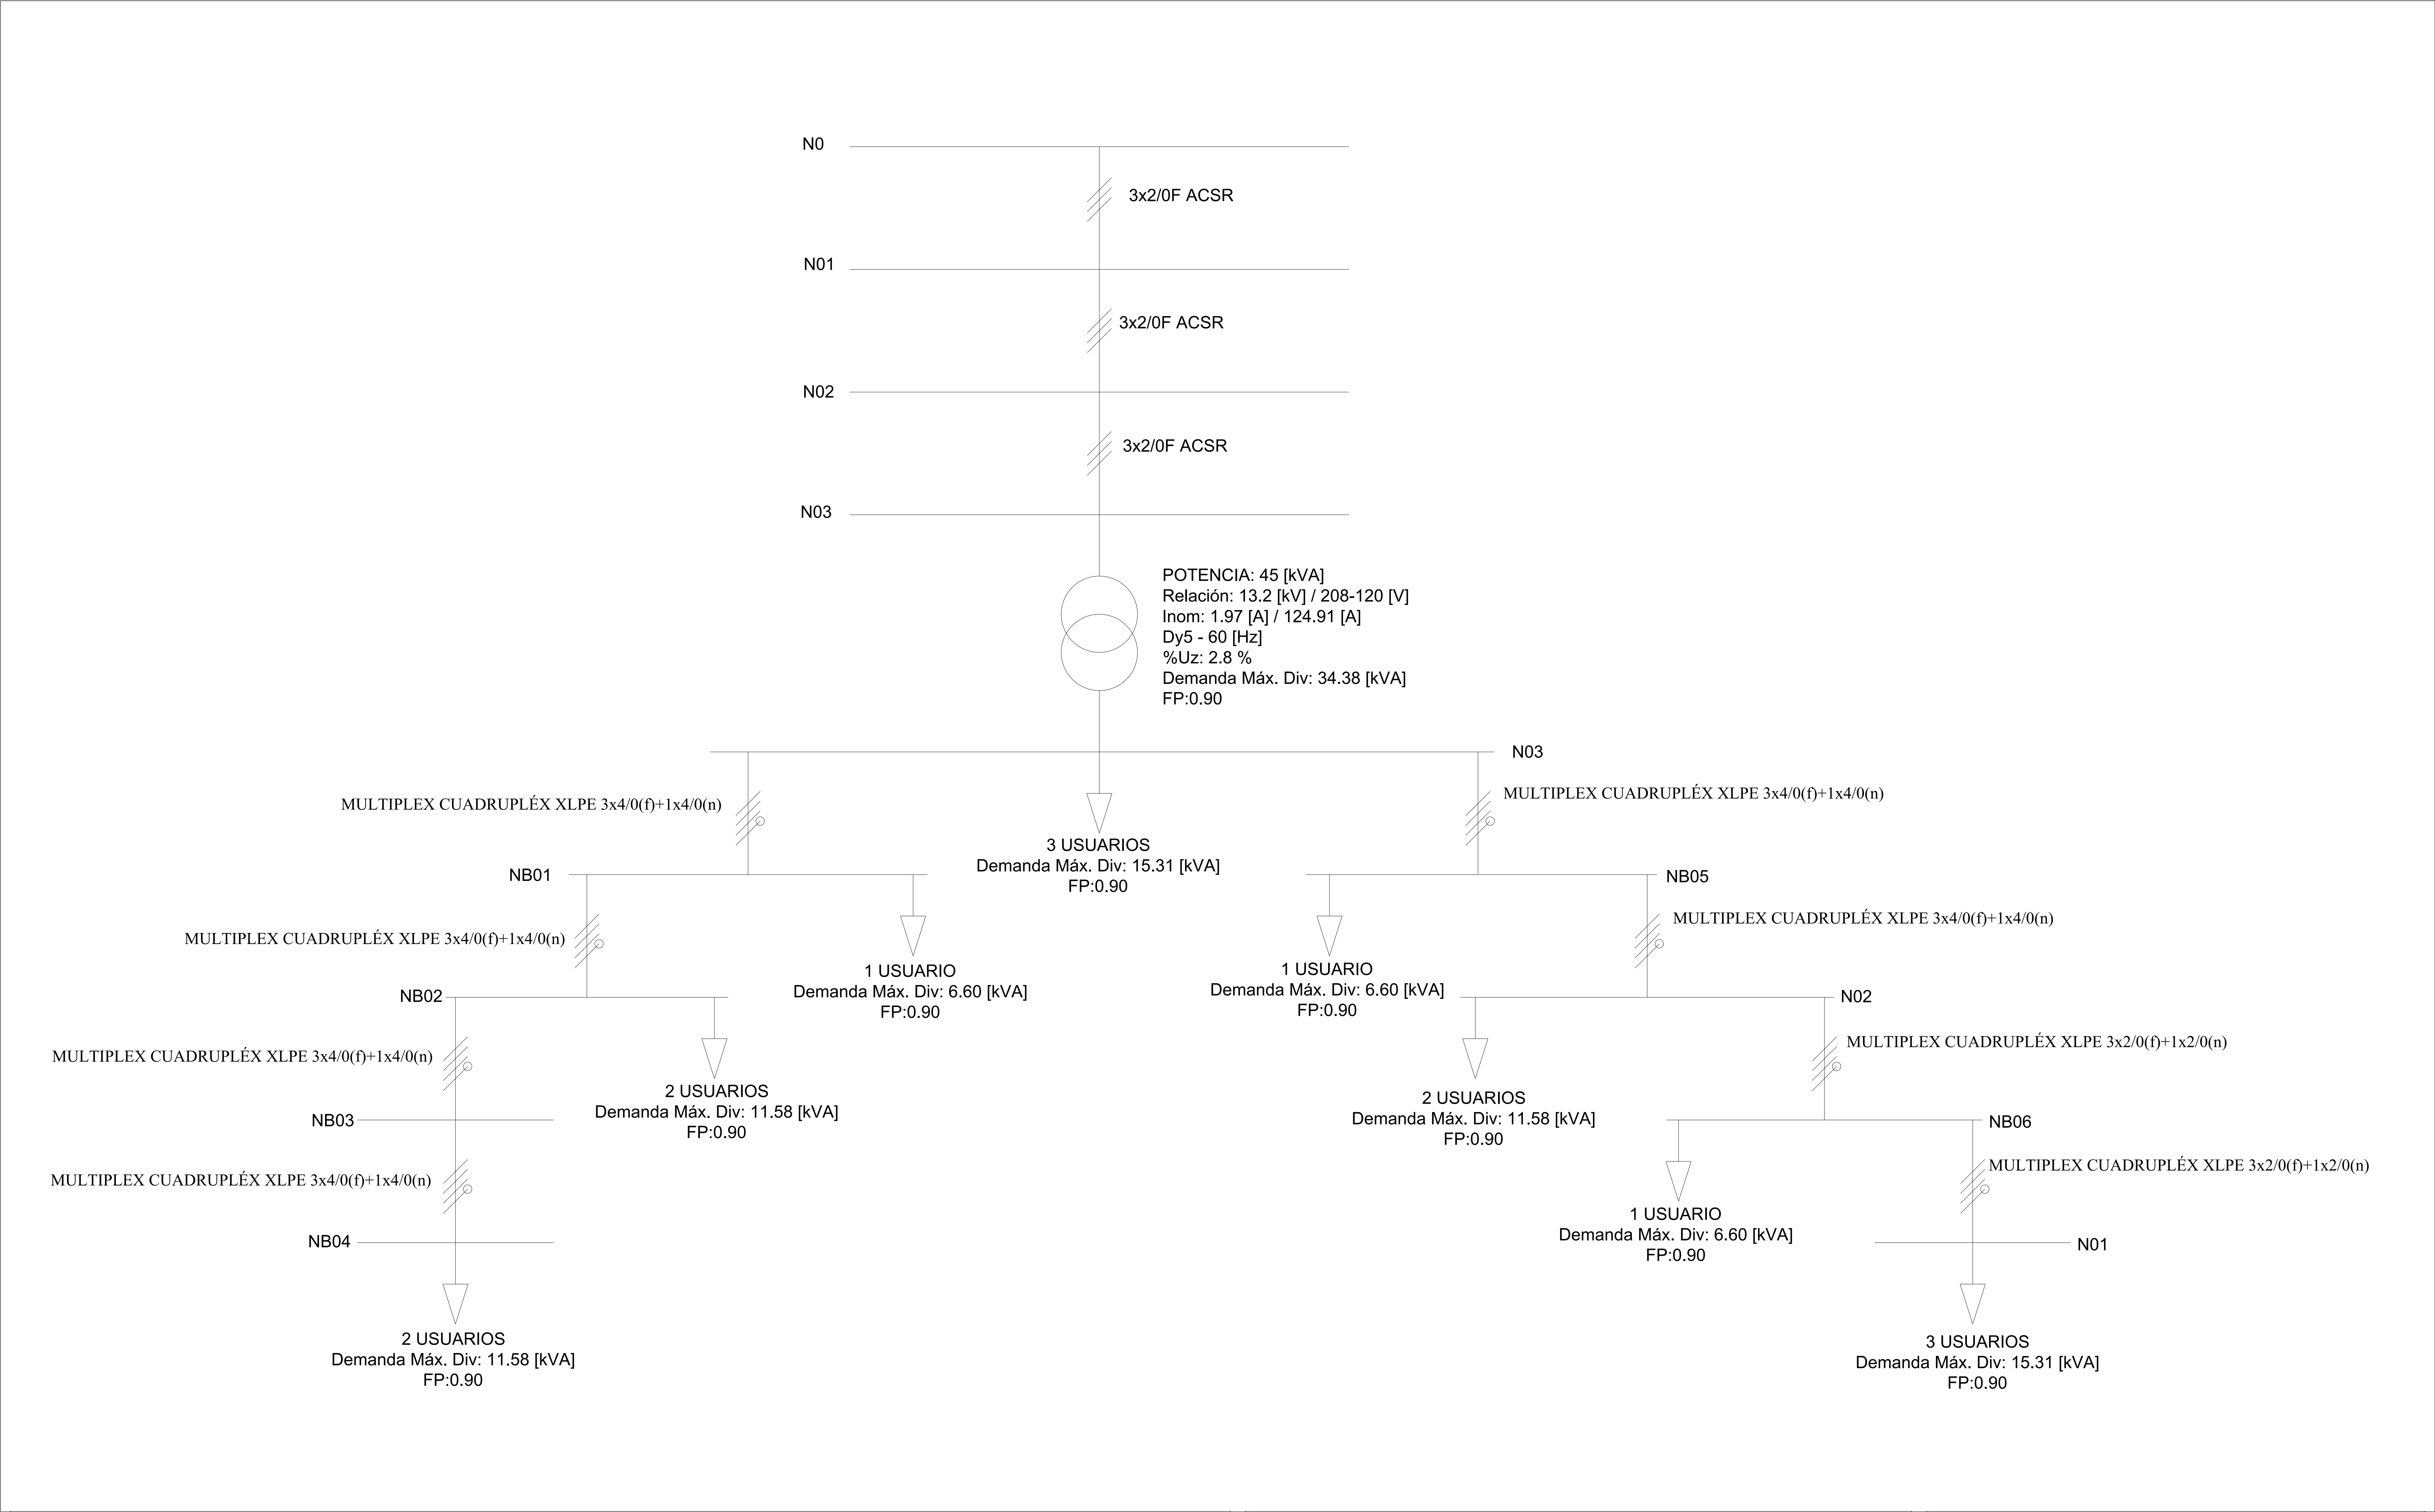 N0
3x2/0F ACSR
N01
3x2/0F ACSR
N02
3x2/0F ACSR
N03
POTENCIA: 45 [kVA]
Relación: 13.2 [kV] / 208-120 [V]
Inom: 1.97 [A] / 124.91 [A]
Dy5 - 60 [Hz]
%Uz: 2.8 %
Demanda Máx. Div: 34.38 [kVA]
FP:0.90
N03
MULTIPLEX CUADRUPLÉX XLPE 3x4/0(f)+1x4/0(n)
MULTIPLEX CUADRUPLÉX XLPE 3x4/0(f)+1x4/0(n)
3 USUARIOS
Demanda Máx. Div: 15.31 [kVA]
FP:0.90
NB01
NB05
MULTIPLEX CUADRUPLÉX XLPE 3x4/0(f)+1x4/0(n)
MULTIPLEX CUADRUPLÉX XLPE 3x4/0(f)+1x4/0(n)
1 USUARIO
Demanda Máx. Div: 6.60 [kVA]
FP:0.90
1 USUARIO
Demanda Máx. Div: 6.60 [kVA]
FP:0.90
NB02
N02
MULTIPLEX CUADRUPLÉX XLPE 3x4/0(f)+1x4/0(n)
MULTIPLEX CUADRUPLÉX XLPE 3x2/0(f)+1x2/0(n)
2 USUARIOS
Demanda Máx. Div: 11.58 [kVA]
FP:0.90
2 USUARIOS
Demanda Máx. Div: 11.58 [kVA]
FP:0.90
NB03
NB06
MULTIPLEX CUADRUPLÉX XLPE 3x4/0(f)+1x4/0(n)
MULTIPLEX CUADRUPLÉX XLPE 3x2/0(f)+1x2/0(n)
1 USUARIO
Demanda Máx. Div: 6.60 [kVA]
FP:0.90
NB04
N01
2 USUARIOS
Demanda Máx. Div: 11.58 [kVA]
FP:0.90
3 USUARIOS
Demanda Máx. Div: 15.31 [kVA]
FP:0.90